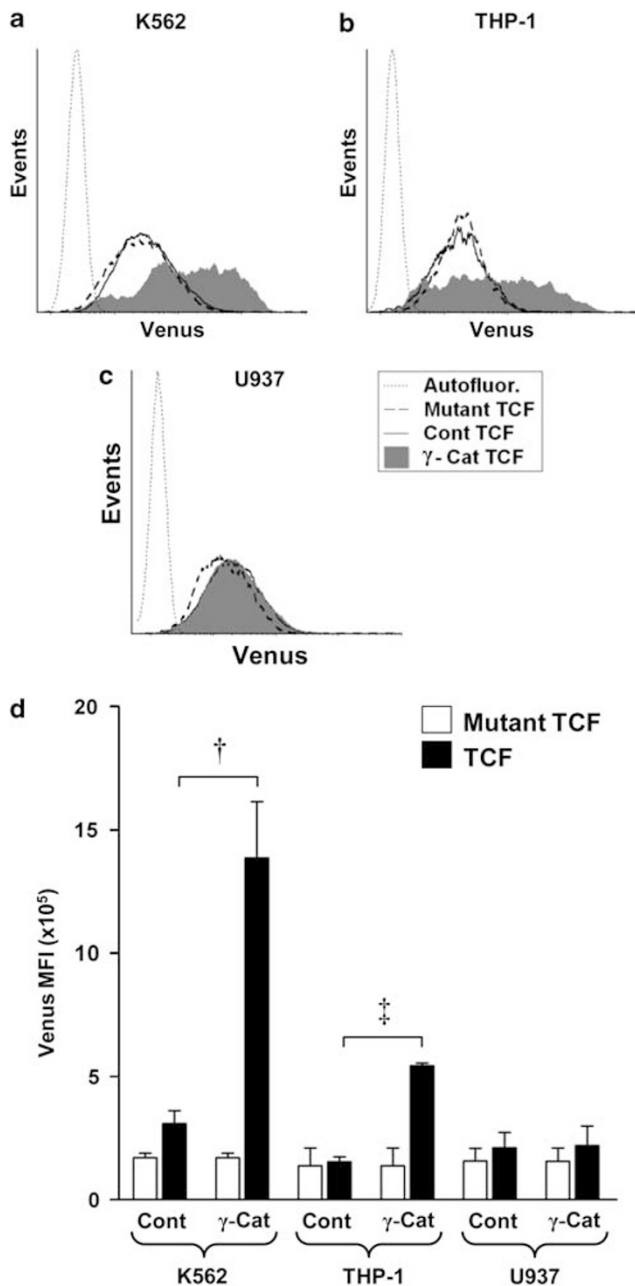 a
K562
Events
Venus
b
THP-1
Events
Venus
c
U937
Events
Venus
Autofluor.
Mutant TCF
Cont TCF
γ- Cat TCF
d
Mutant TCF
TCF
Venus MFI (x10⁵)
20
15
10
5
0
†
‡
Cont γ-Cat Cont γ-Cat Cont γ-Cat
K562 THP-1 U937